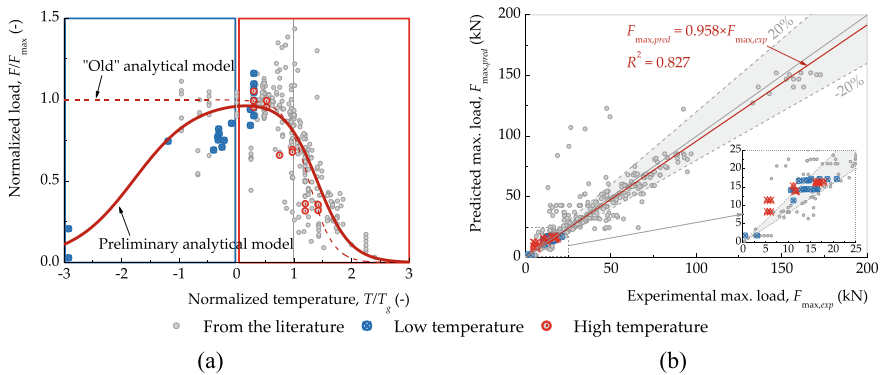 Normalized load, F/Fmax (-)
1.5
1.0
0.5
0.0
"Old" analytical model
Preliminary analytical model
-3 -2 -1 0 1 2 3
Normalized temperature, T/Tg (-)
Predicted max. load, Fmax,pred (kN)
200
150
100
50
0
Fmax,pred = 0.958×Fmax,exp
R2 = 0.827
20%
-20%
25
20
15
10
5
0
0 5 10 15 20 25
0 50 100 150 200
Experimental max. load, Fmax,exp (kN)
From the literature Low temperature High temperature
(a) (b)